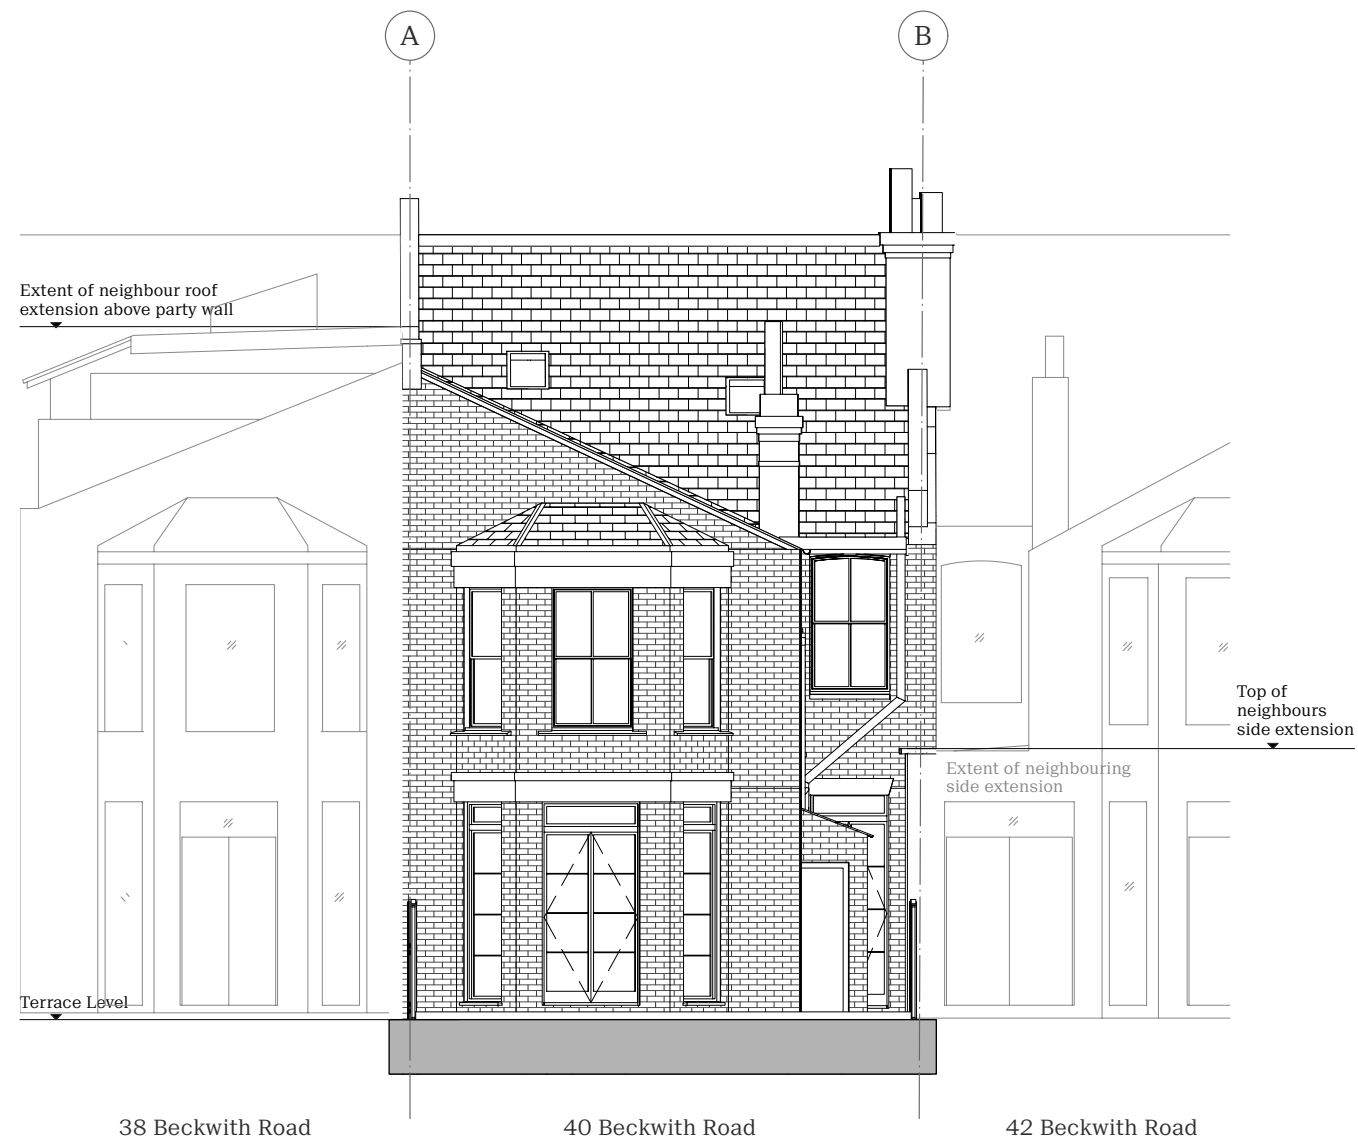 A
B
Extent of neighbour roof
extension above party wall
Top of
neighbours
side extension
Extent of neighbouring
side extension
Terrace Level
38 Beckwith Road
40 Beckwith Road
42 Beckwith Road